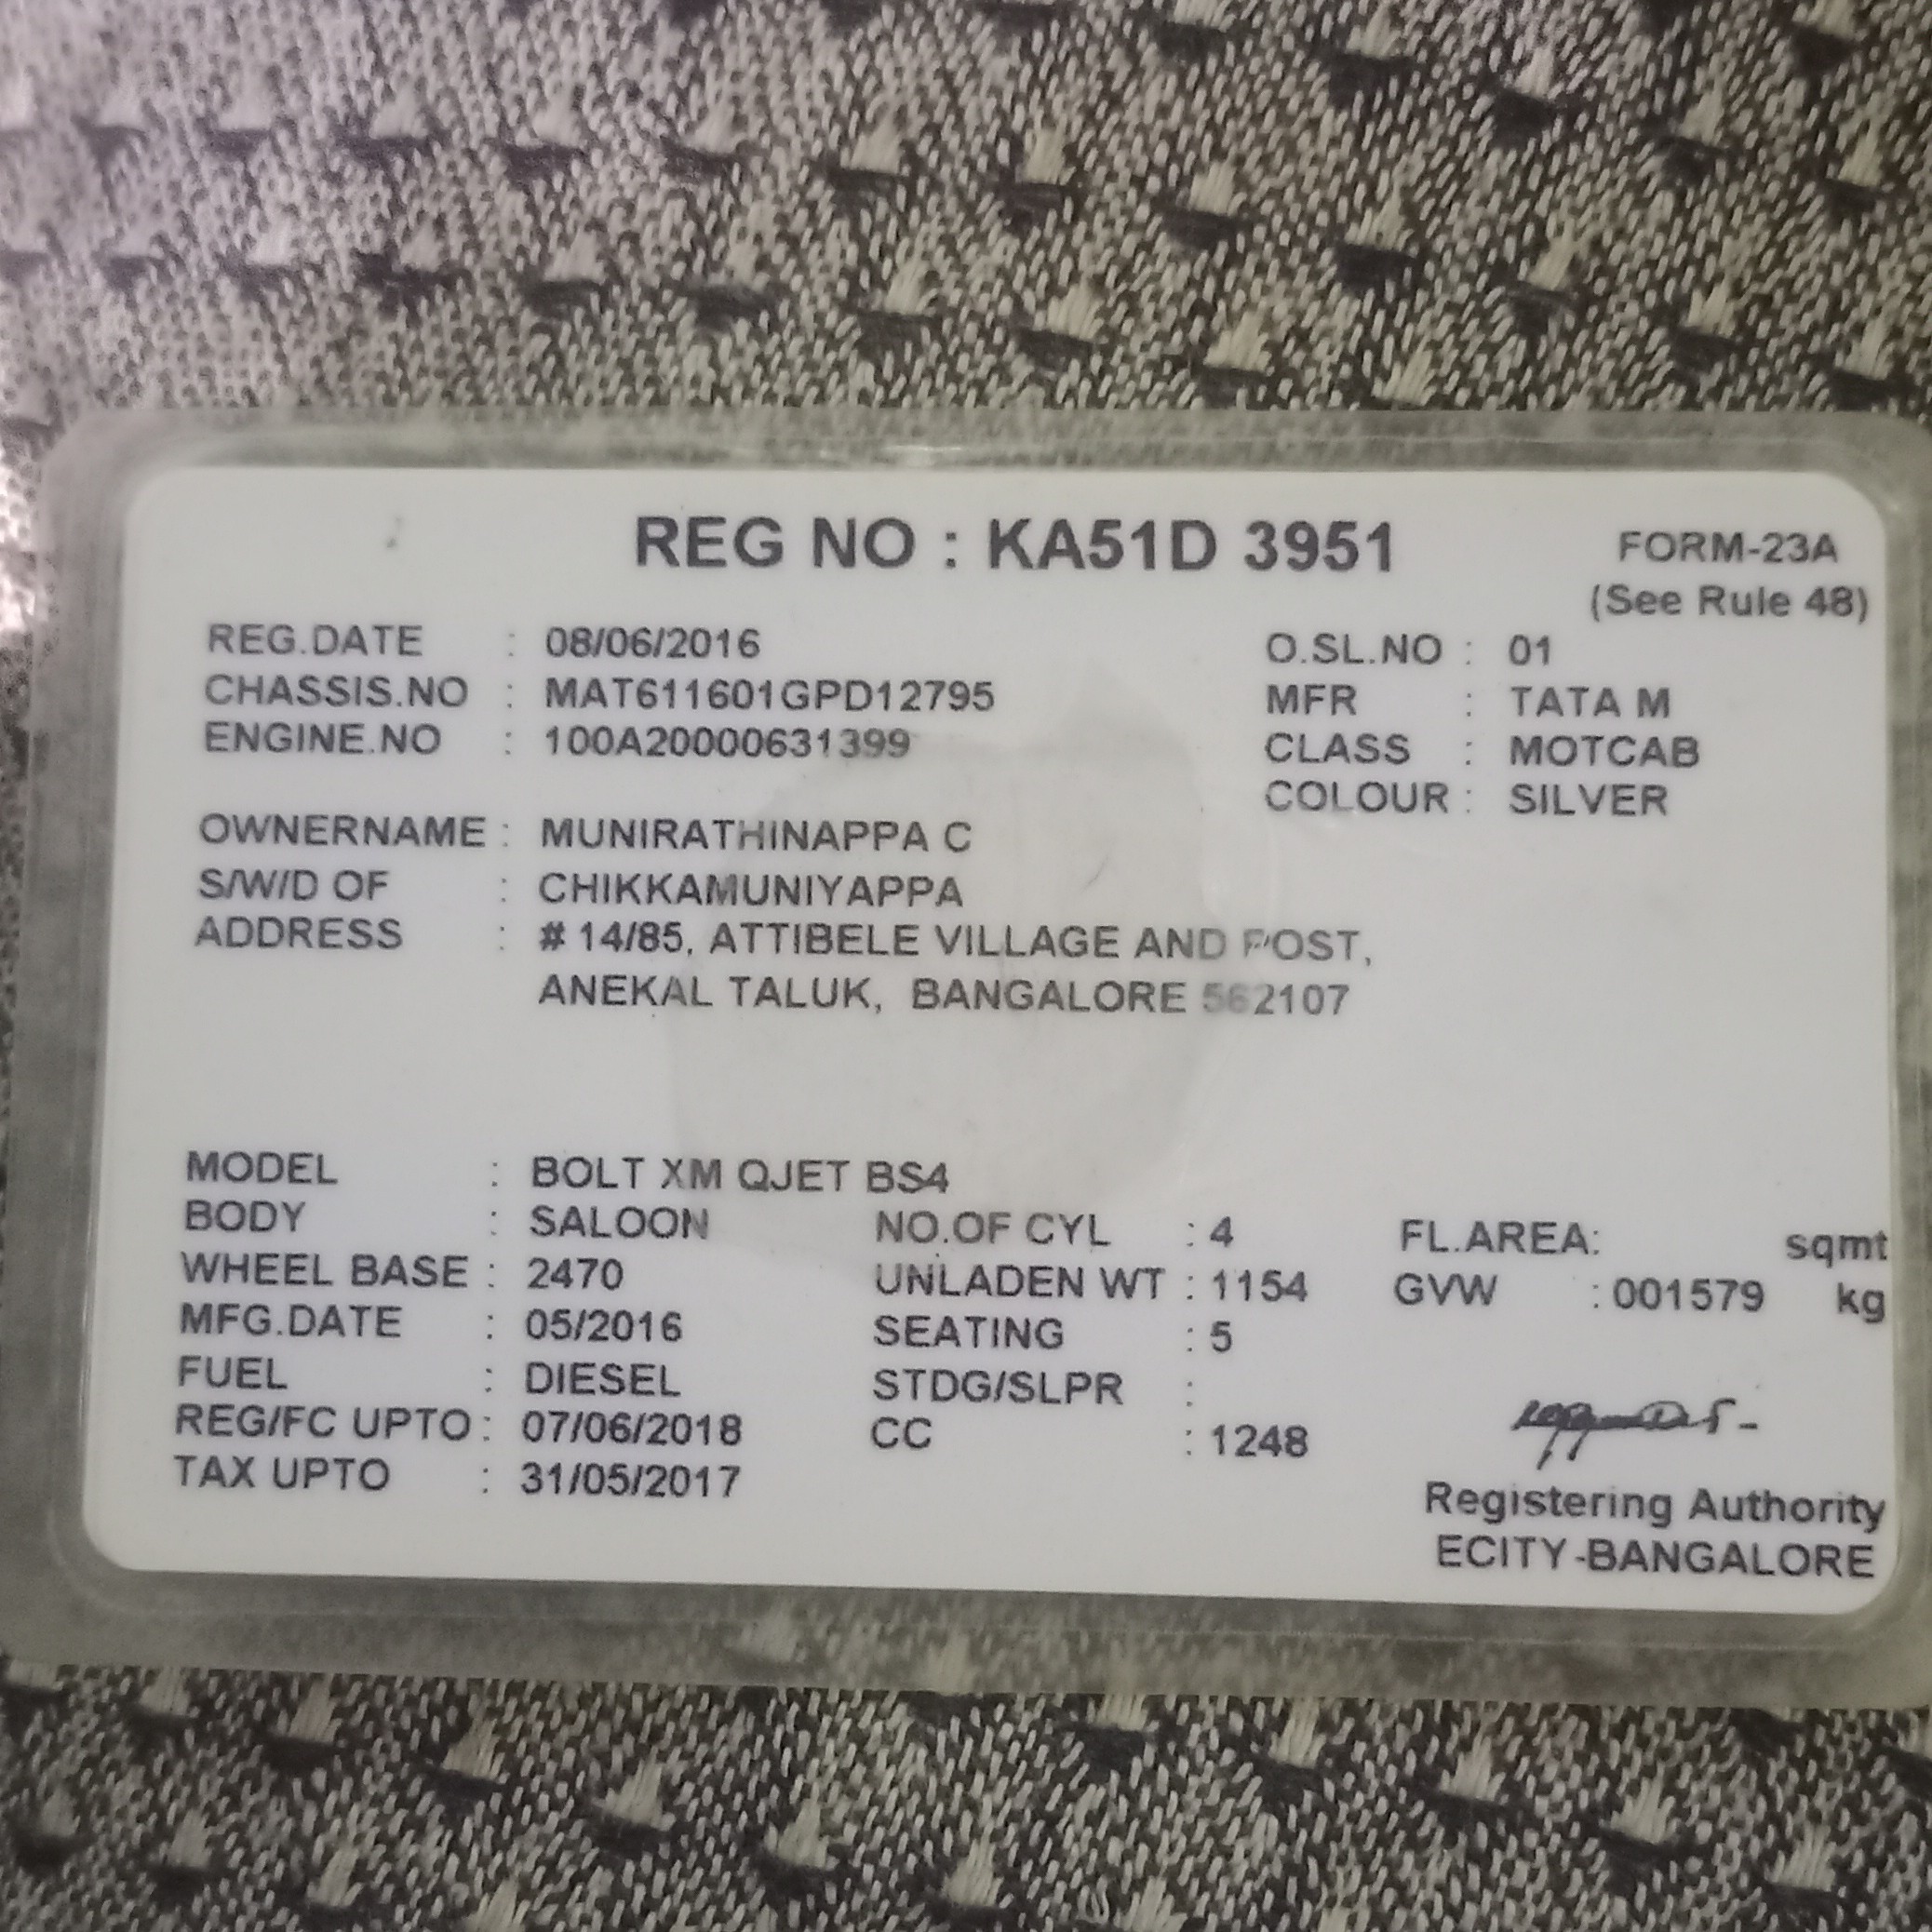 REG NO : KA51D 3951
FORM-23A
(See Rule 48)
REG.DATE : 08/06/2016 O.SL.NO : 01
CHASSIS.NO : MAT611601GPD12795 MFR : TATA M
ENGINE.NO : 100A20000631399 CLASS : MOTCAB
COLOUR : SILVER
OWNERNAME : MUNIRATHINAPPA C
S/W/D OF : CHIKKAMUNIYAPPA
ADDRESS : # 14/85, ATTIBELE VILLAGE AND POST,
ANEKAL TALUK, BANGALORE 562107
MODEL : BOLT XM QJET BS4
BODY : SALOON NO.OF CYL : 4 FL.AREA: sqmt
WHEEL BASE : 2470 UNLADEN WT : 1154 GVW : 001579 kg
MFG.DATE : 05/2016 SEATING : 5
FUEL : DIESEL STDG/SLPR :
REG/FC UPTO : 07/06/2018 CC : 1248
TAX UPTO : 31/05/2017
Registering Authority
ECITY-BANGALORE